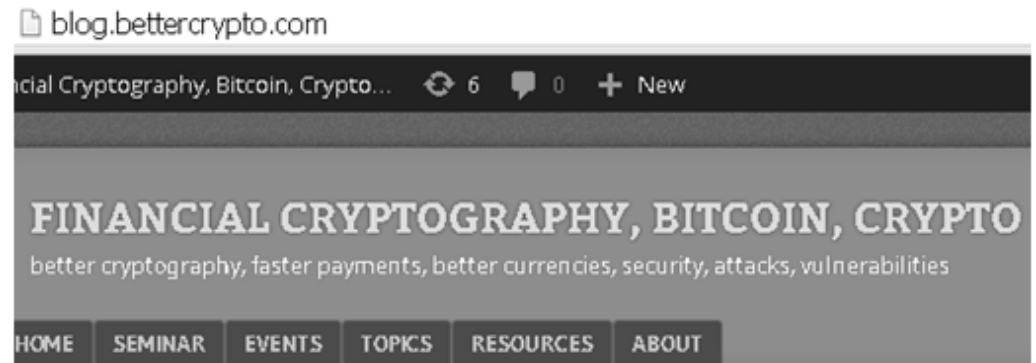 blog.bettercrypto.com
ncial Cryptography, Bitcoin, Crypto... 6 0 + New
FINANCIAL CRYPTOGRAPHY, BITCOIN, CRYPTO
better cryptography, faster payments, better currencies, security, attacks, vulnerabilities
HOME SEMINAR EVENTS TOPICS RESOURCES ABOUT